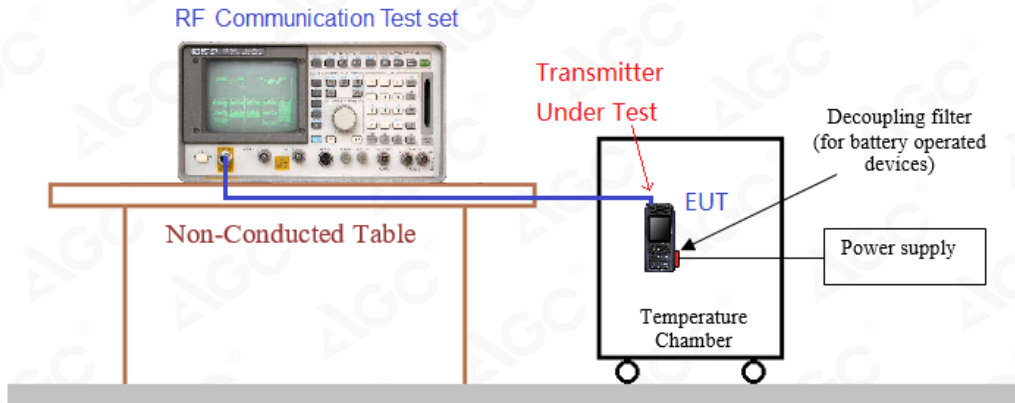 RF Communication Test set
Transmitter
Under Test
Decoupling filter
(for battery operated
devices)
EUT
Non-Conducted Table
Power supply
Temperature
Chamber
AGC